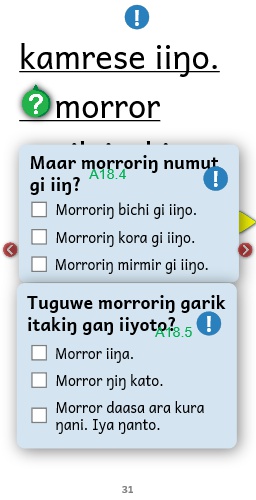 kamrese iiŋo.
morror
Maar morroriŋ numut
gi iiŋ?
A18.4
Morroriŋ bichi gi iiŋo.
Morroriŋ kora gi iiŋo.
Morroriŋ mirmir gi iiŋo.
Tuguwe morroriŋ garik
itakiŋ gaŋ iiyoto?
A18.5
Morror iiŋa.
Morror ŋiŋ kato.
Morror daasa ara kura
ŋani. Iya ŋanto.
31